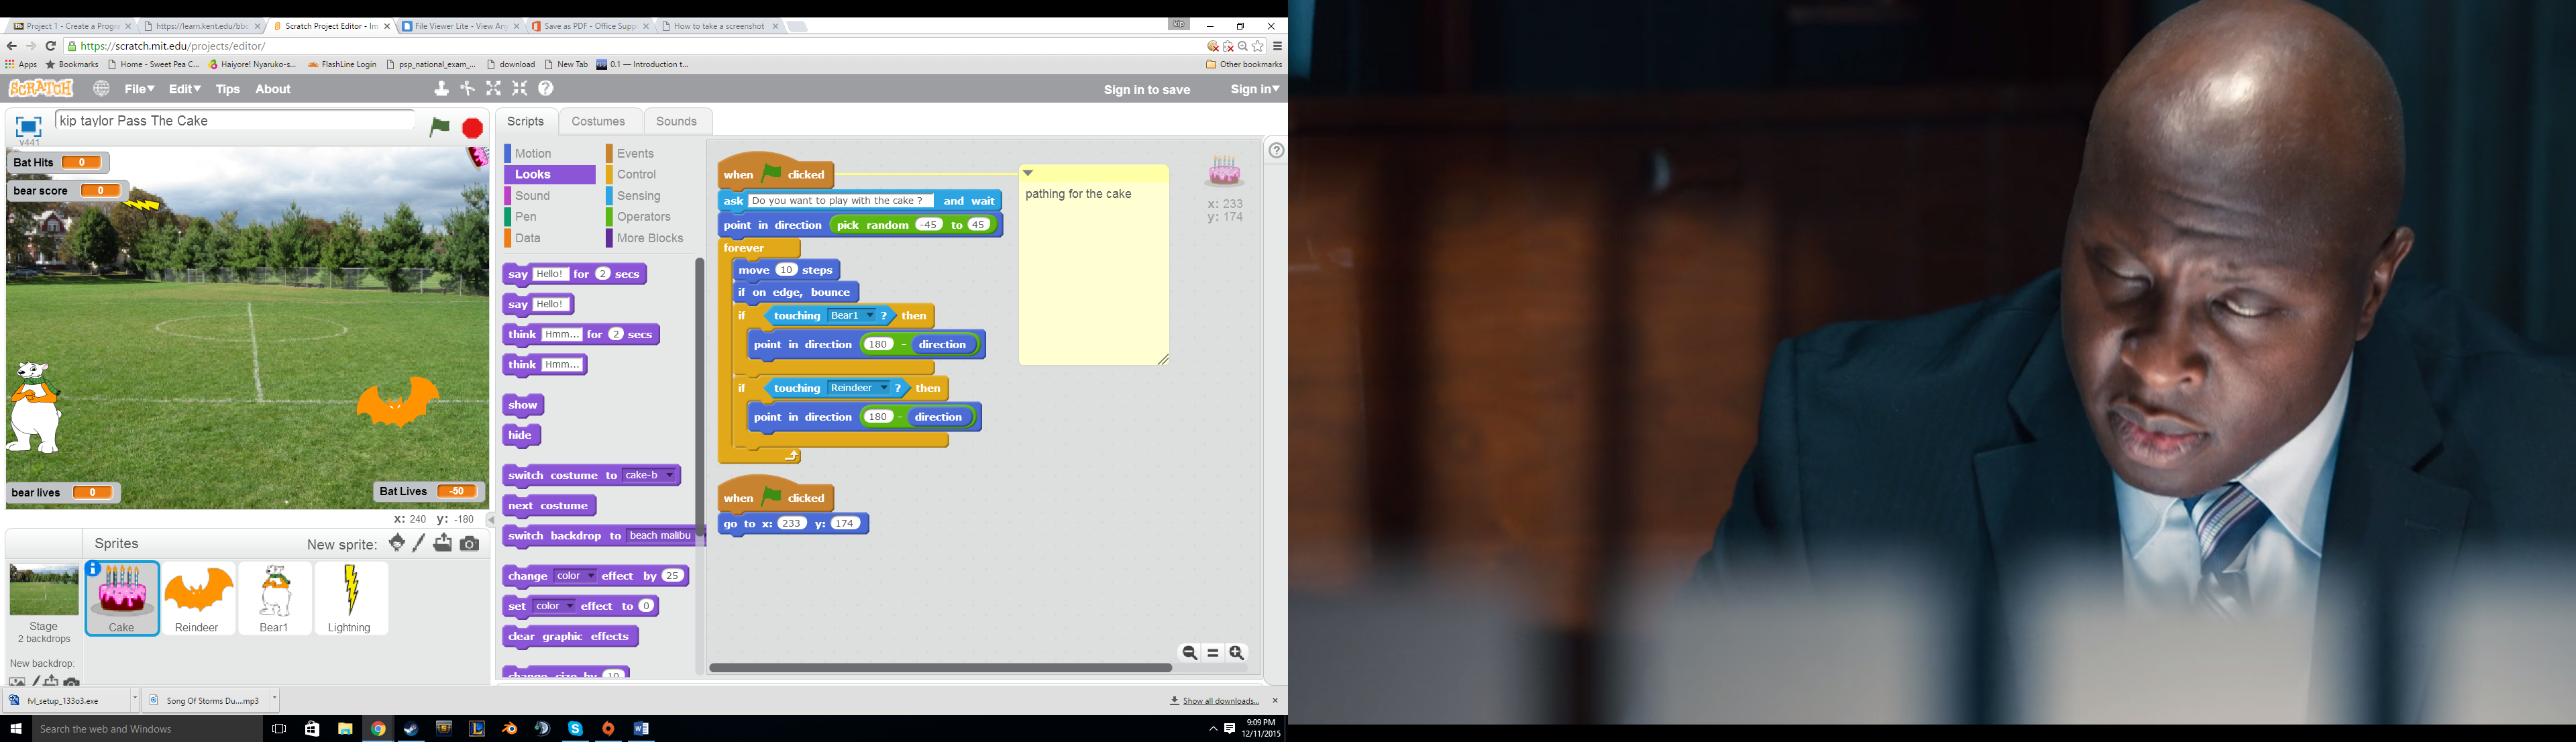 Project 1 - Create a Progra
https://learn.kent.edu/bbc
Scratch Project Editor - Im
File Viewer Lite - View An
Save as PDF - Office Supp
How to take a screenshot
kip
https://scratch.mit.edu/projects/editor/
Apps
Bookmarks
Home - Sweet Pea C...
Haiyore! Nyaruko-s...
FlashLine Login
psp_national_exam_...
download
New Tab
0.1 — Introduction t...
Other bookmarks
SCRATCH
File
Edit
Tips
About
Sign in to save
Sign in
kip taylor Pass The Cake
v441
Scripts
Costumes
Sounds
Bat Hits 0
bear score 0
bear lives 0
Bat Lives -50
x: 240 y: -180
Motion
Looks
Sound
Pen
Data
Events
Control
Sensing
Operators
More Blocks
say Hello! for 2 secs
say Hello!
think Hmm... for 2 secs
think Hmm...
show
hide
switch costume to cake-b
next costume
switch backdrop to beach malibu
change color effect by 25
set color effect to 0
clear graphic effects
change size by 10
when clicked
ask Do you want to play with the cake ? and wait
point in direction pick random -45 to 45
forever
move 10 steps
if on edge, bounce
if touching Bear1 ? then
point in direction 180 - direction
if touching Reindeer ? then
point in direction 180 - direction
when clicked
go to x: 233 y: 174
pathing for the cake
x: 233
y: 174
Sprites
New sprite:
Stage
2 backdrops
New backdrop:
Cake
Reindeer
Bear1
Lightning
fvl_setup_133o3.exe
Song Of Storms Du....mp3
Show all downloads...
Search the web and Windows
9:09 PM
12/11/2015